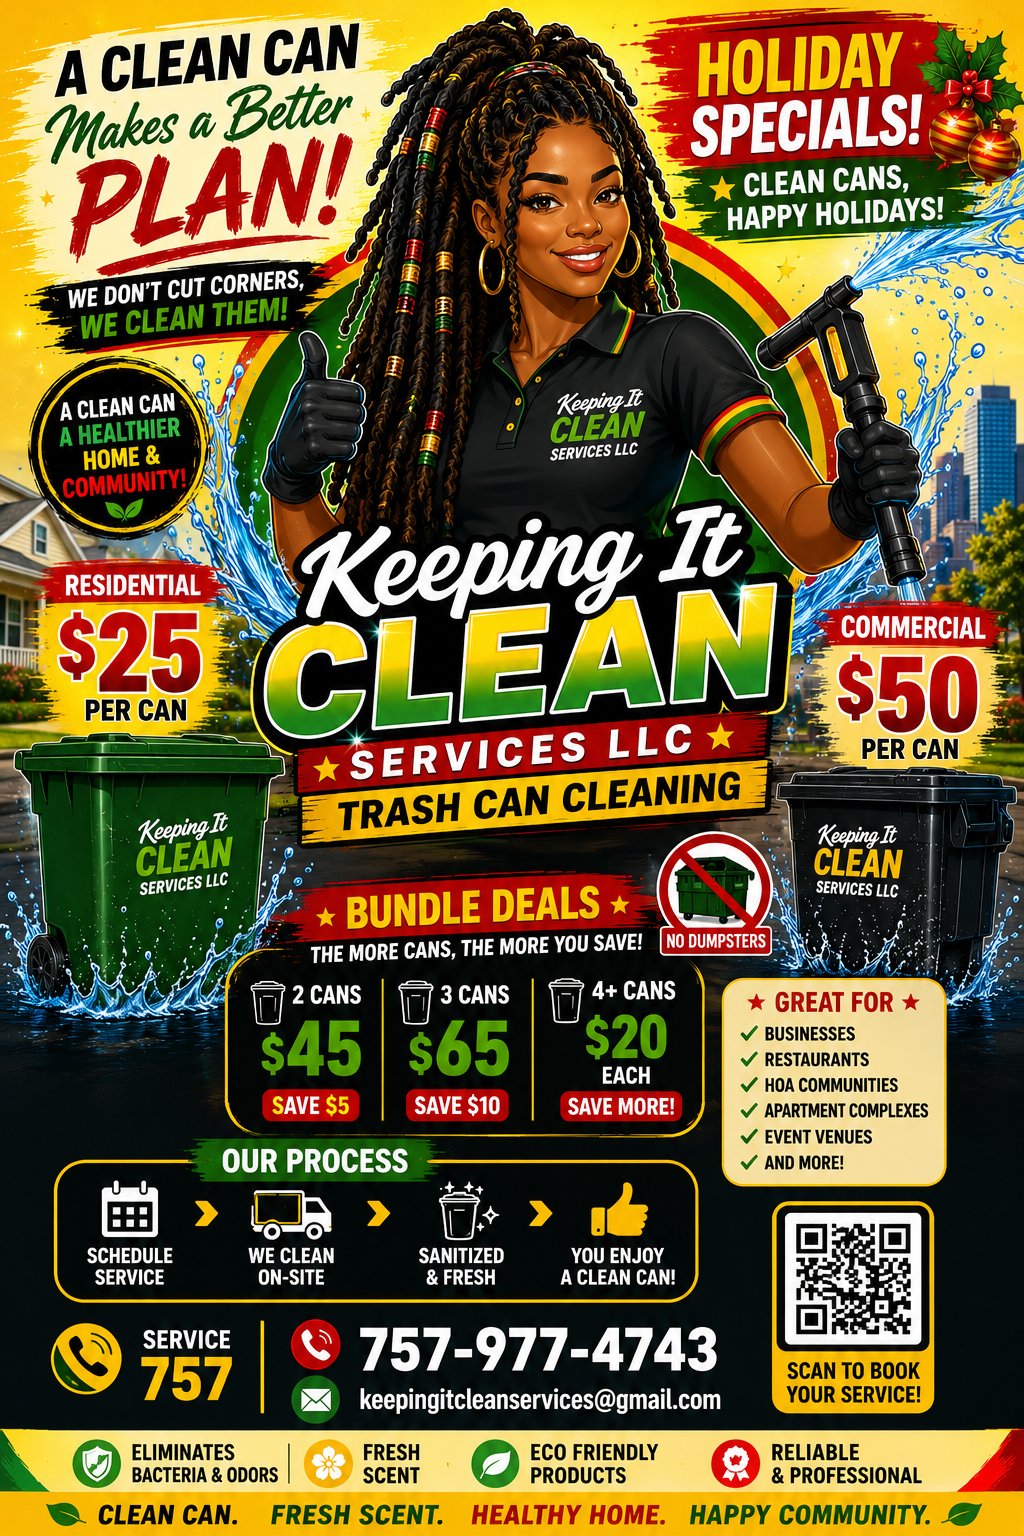 A CLEAN CAN
Makes a Better
PLAN!
WE DON'T CUT CORNERS,
WE CLEAN THEM!
HOLIDAY
SPECIALS!
CLEAN CANS,
HAPPY HOLIDAYS!
A CLEAN CAN
A HEALTHIER
HOME &
COMMUNITY!
Keeping It
CLEAN
SERVICES LLC
Keeping It
CLEAN
SERVICES LLC
TRASH CAN CLEANING
RESIDENTIAL
$25
PER CAN
COMMERCIAL
$50
PER CAN
Keeping It
CLEAN
SERVICES LLC
Keeping It
CLEAN
SERVICES LLC
BUNDLE DEALS
THE MORE CANS, THE MORE YOU SAVE!
NO DUMPSTERS
2 CANS
$45
SAVE $5
3 CANS
$65
SAVE $10
4+ CANS
$20
EACH
SAVE MORE!
GREAT FOR
BUSINESSES
RESTAURANTS
HOA COMMUNITIES
APARTMENT COMPLEXES
EVENT VENUES
AND MORE!
OUR PROCESS
SCHEDULE
SERVICE
WE CLEAN
ON-SITE
SANITIZED
& FRESH
YOU ENJOY
A CLEAN CAN!
SERVICE
757
757-977-4743
keepingitcleanservices@gmail.com
SCAN TO BOOK
YOUR SERVICE!
ELIMINATES
BACTERIA & ODORS
FRESH
SCENT
ECO FRIENDLY
PRODUCTS
RELIABLE
& PROFESSIONAL
CLEAN CAN. FRESH SCENT. HEALTHY HOME. HAPPY COMMUNITY.